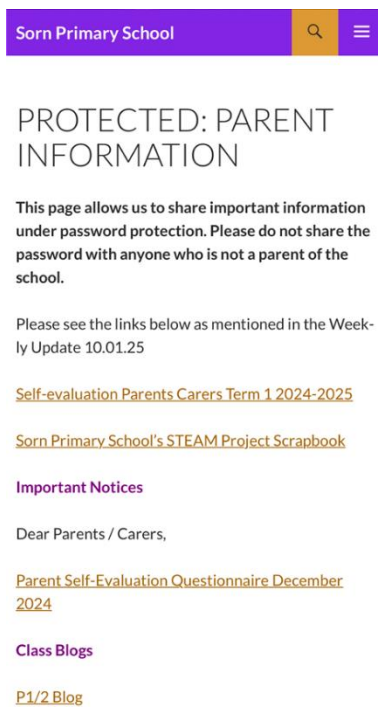 Sorn Primary School
PROTECTED: PARENT
INFORMATION
This page allows us to share important information
under password protection. Please do not share the
password with anyone who is not a parent of the
school.
Please see the links below as mentioned in the Week-
ly Update 10.01.25
Self-evaluation Parents Carers Term 1 2024-2025
Sorn Primary School’s STEAM Project Scrapbook
Important Notices
Dear Parents / Carers,
Parent Self-Evaluation Questionnaire December
2024
Class Blogs
P1/2 Blog